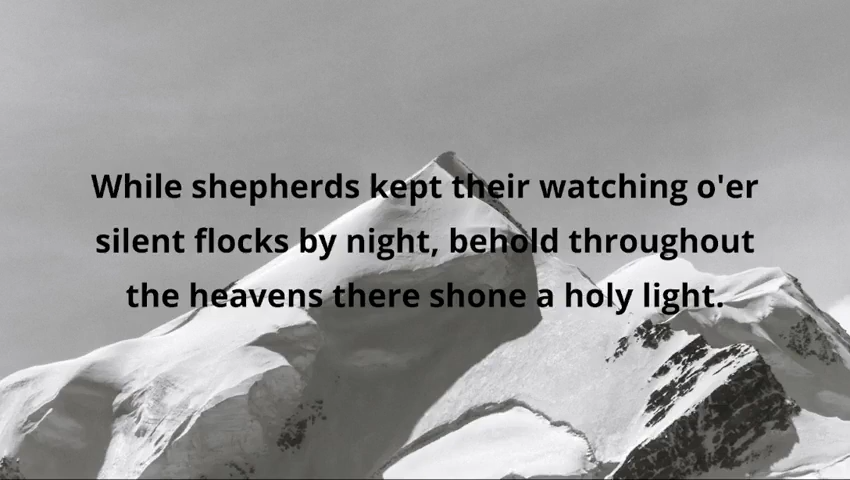 While shepherds kept their watching o'er
silent flocks by night, behold throughout
the heavens there shone a holy light.